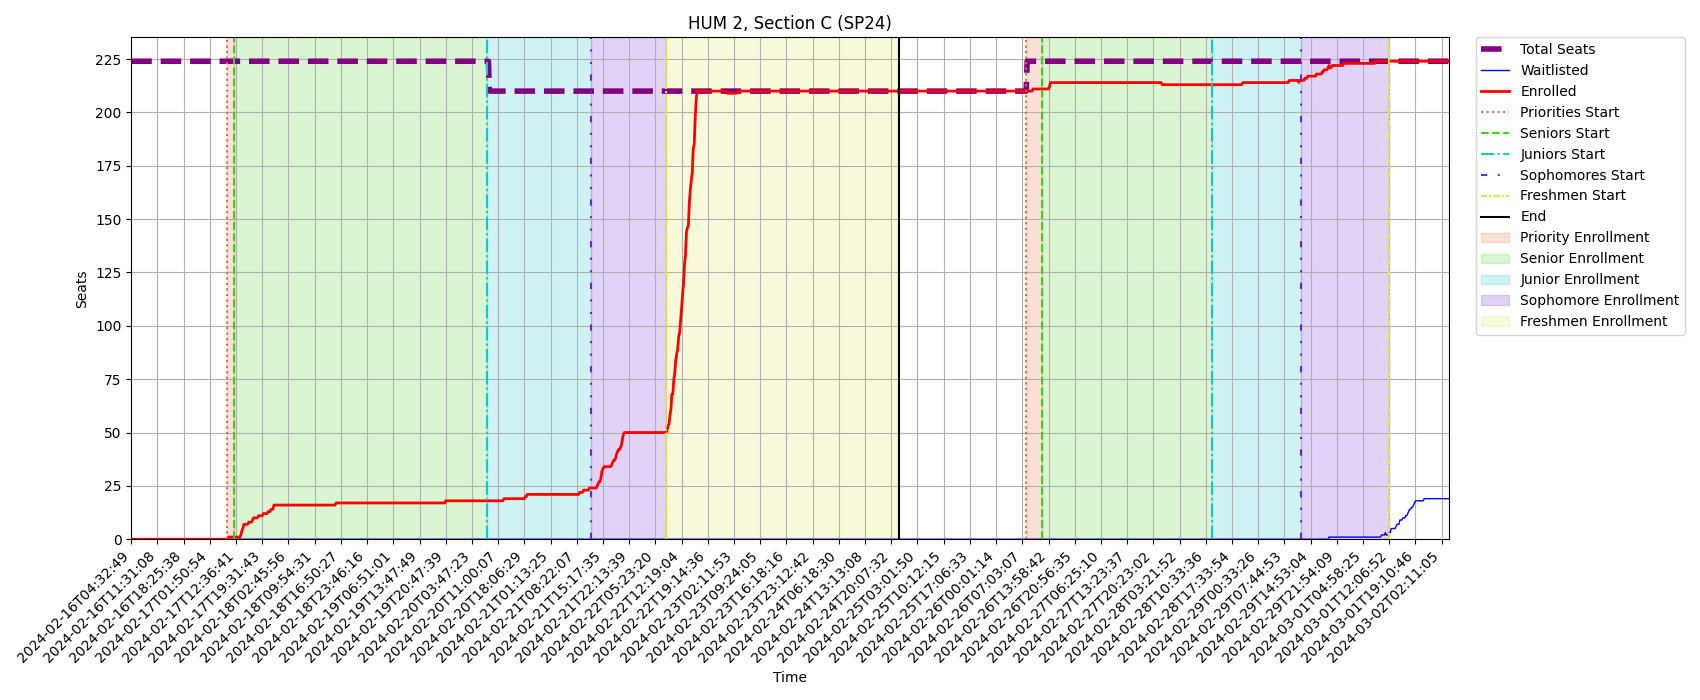 HUM 2, Section C (SP24)
Seats
225
200
175
150
125
100
75
50
25
0
2024-02-16T04:32:49
2024-02-16T11:31:08
2024-02-16T18:25:38
2024-02-17T01:50:54
2024-02-17T12:36:41
2024-02-17T19:31:43
2024-02-18T02:45:56
2024-02-18T09:54:31
2024-02-18T16:50:27
2024-02-18T23:46:16
2024-02-19T06:51:01
2024-02-19T13:47:49
2024-02-19T20:47:39
2024-02-20T03:47:23
2024-02-20T11:00:07
2024-02-20T18:06:29
2024-02-21T01:13:25
2024-02-21T08:22:07
2024-02-21T15:17:35
2024-02-21T22:13:39
2024-02-22T05:23:20
2024-02-22T12:19:04
2024-02-22T19:14:36
2024-02-23T02:11:53
2024-02-23T09:24:05
2024-02-23T16:18:16
2024-02-23T23:12:42
2024-02-24T06:18:30
2024-02-24T13:13:08
2024-02-24T20:07:32
2024-02-25T03:01:50
2024-02-25T10:12:15
2024-02-25T17:06:33
2024-02-26T00:01:14
2024-02-26T07:03:07
2024-02-26T13:58:42
2024-02-26T20:56:35
2024-02-27T06:25:10
2024-02-27T13:23:37
2024-02-27T20:23:02
2024-02-28T03:21:52
2024-02-28T10:33:36
2024-02-28T17:33:54
2024-02-29T00:33:26
2024-02-29T07:44:53
2024-02-29T14:53:04
2024-02-29T21:54:09
2024-03-01T04:58:25
2024-03-01T12:06:52
2024-03-01T19:10:46
2024-03-02T02:11:05
Time
Total Seats
Waitlisted
Enrolled
Priorities Start
Seniors Start
Juniors Start
Sophomores Start
Freshmen Start
End
Priority Enrollment
Senior Enrollment
Junior Enrollment
Sophomore Enrollment
Freshmen Enrollment